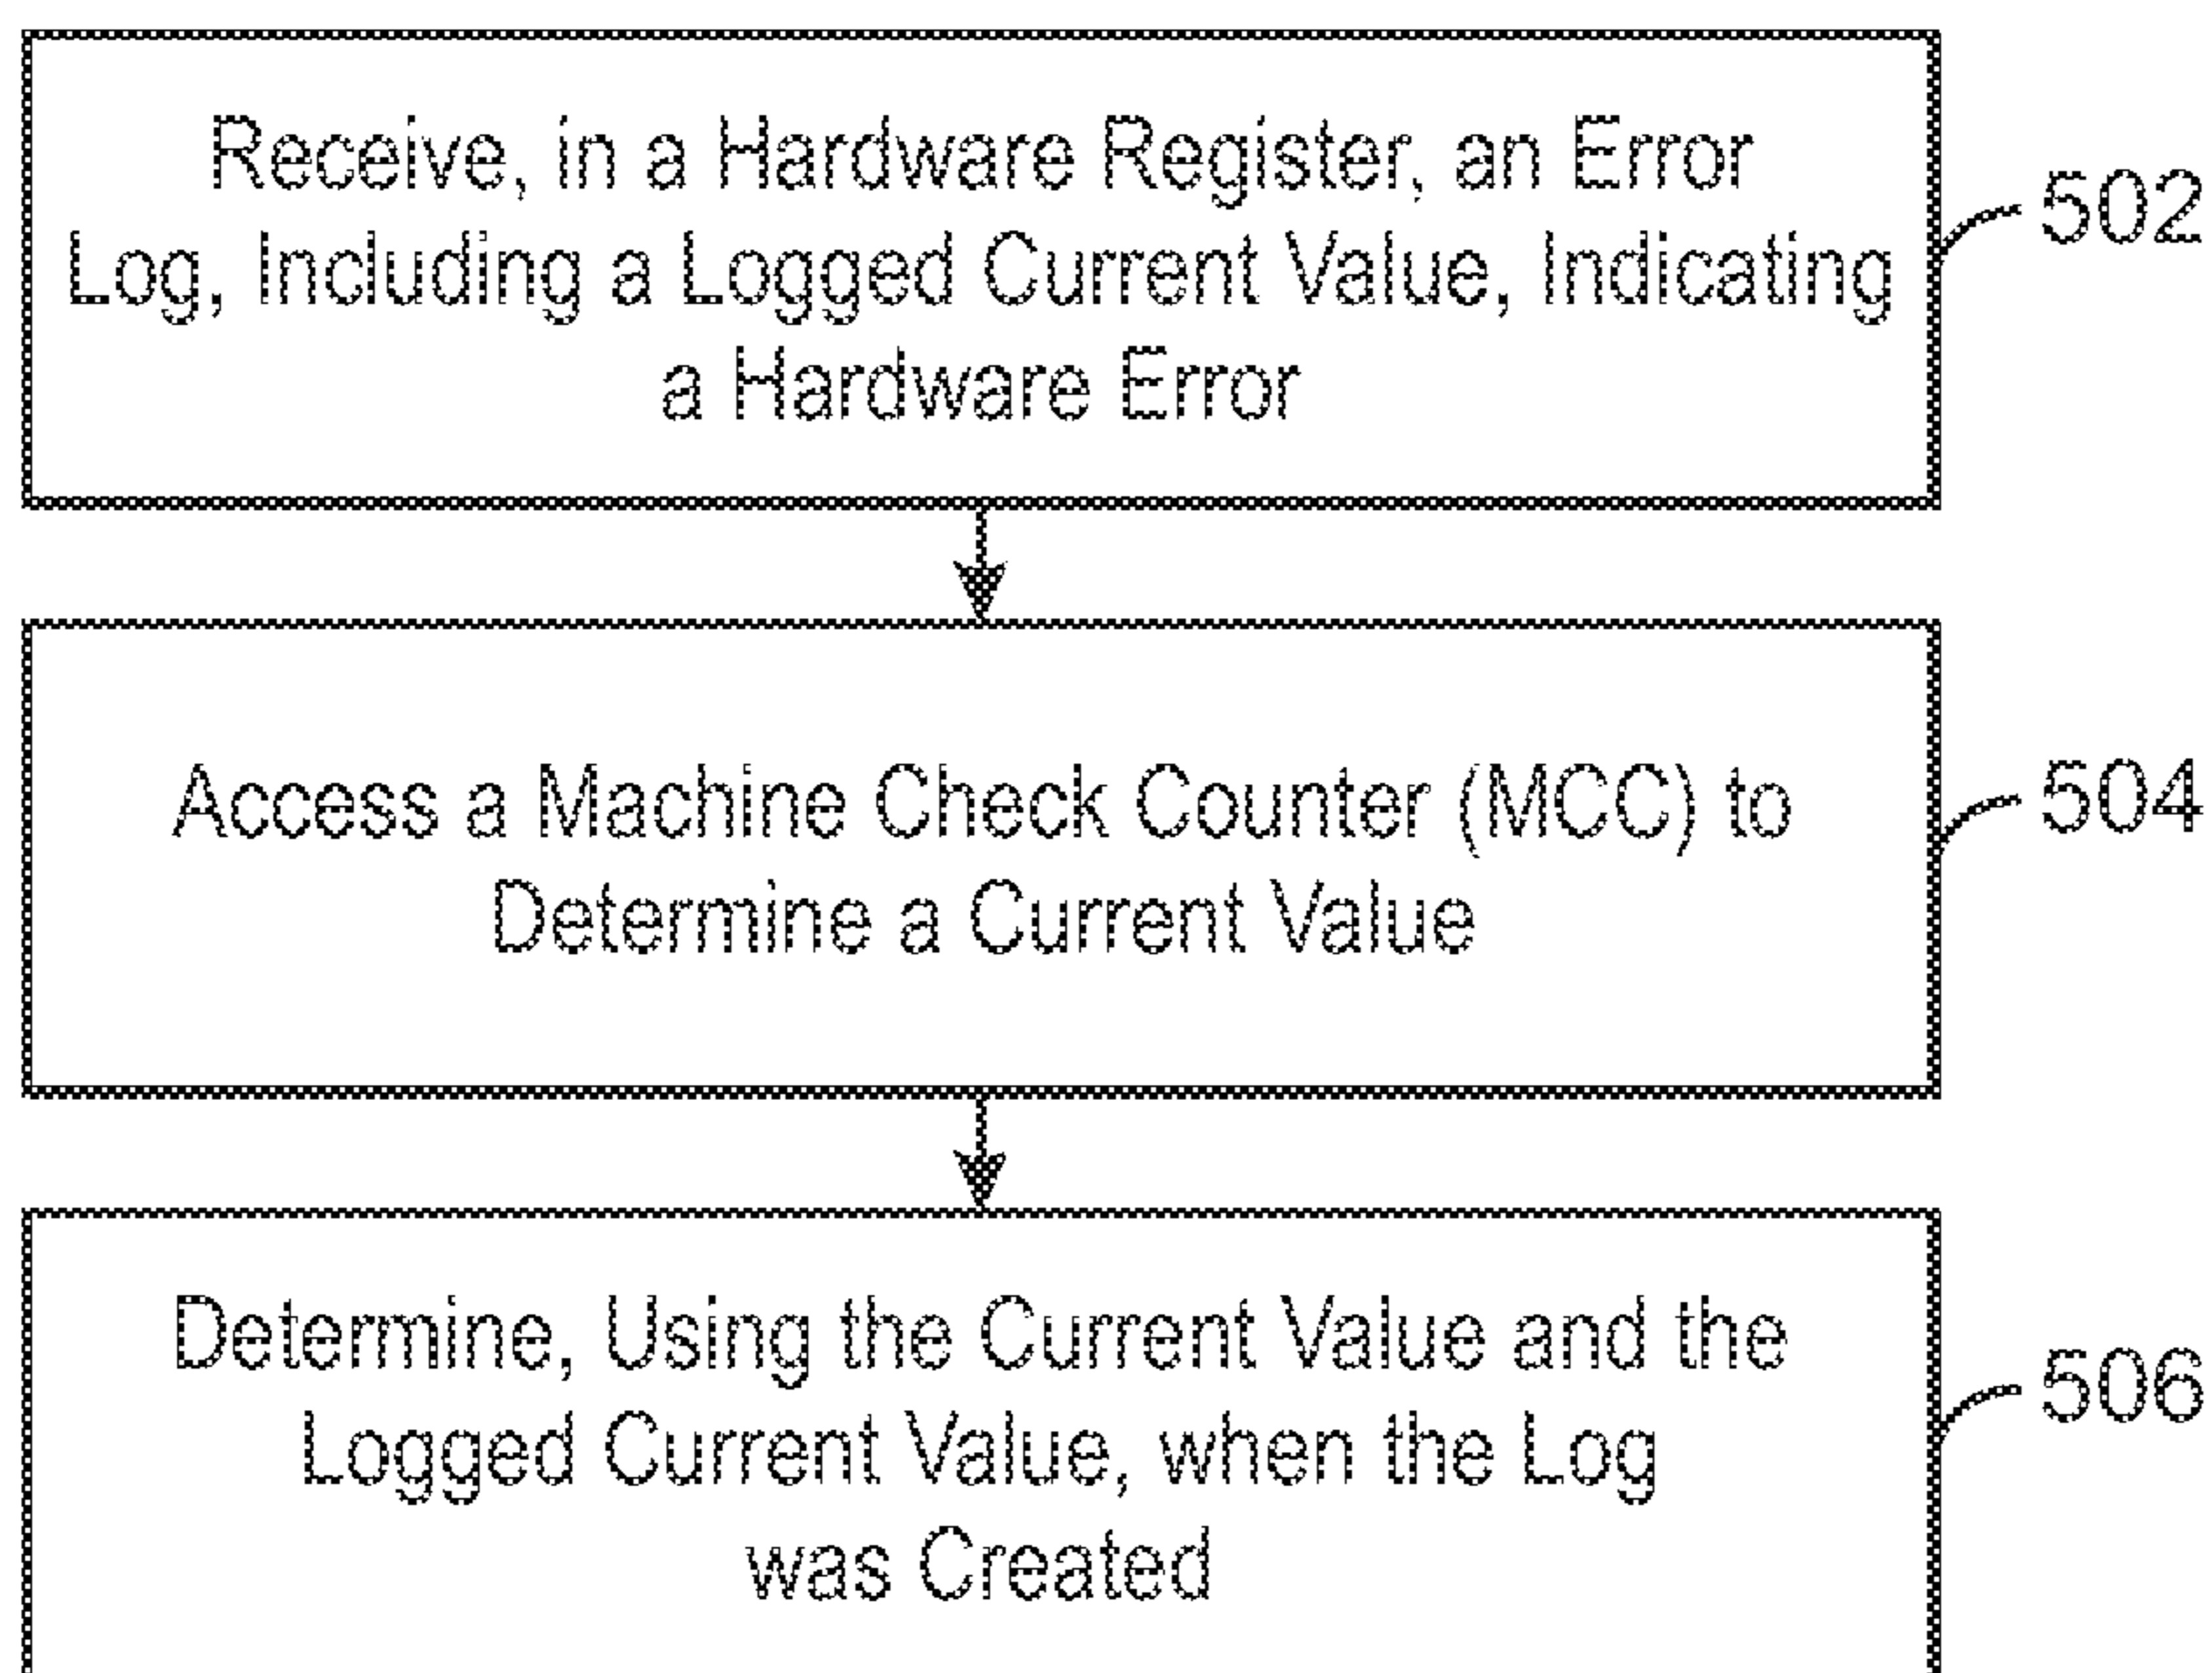 Receive, in a Hardware Register, an Error
Log, Including a Logged Current Value, Indicating
a Hardware Error
502
Access a Machine Check Counter (MCC) to
Determine a Current Value
504
Determine, Using the Current Value and the
Logged Current Value, when the Log
was Created
506